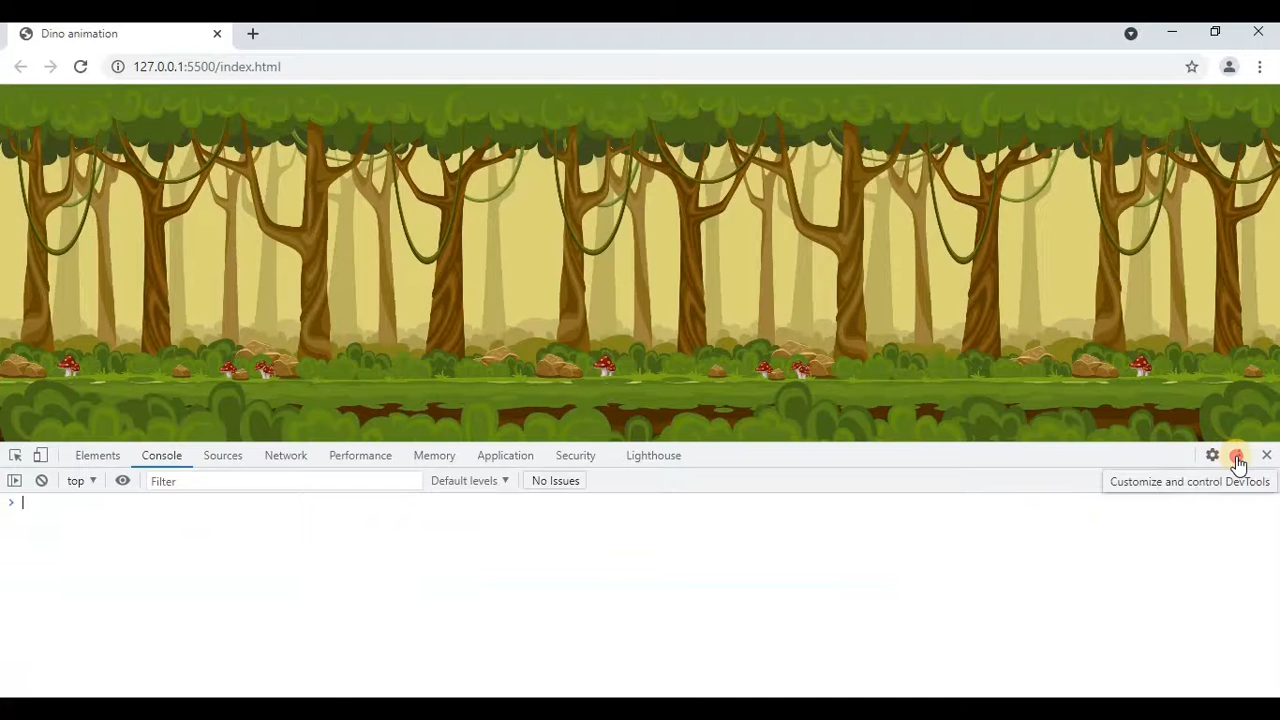 Dino animation
127.0.0.1:5500/index.html
Elements Console Sources Network Performance Memory Application Security Lighthouse
top Filter Default levels No Issues
Customize and control DevTools